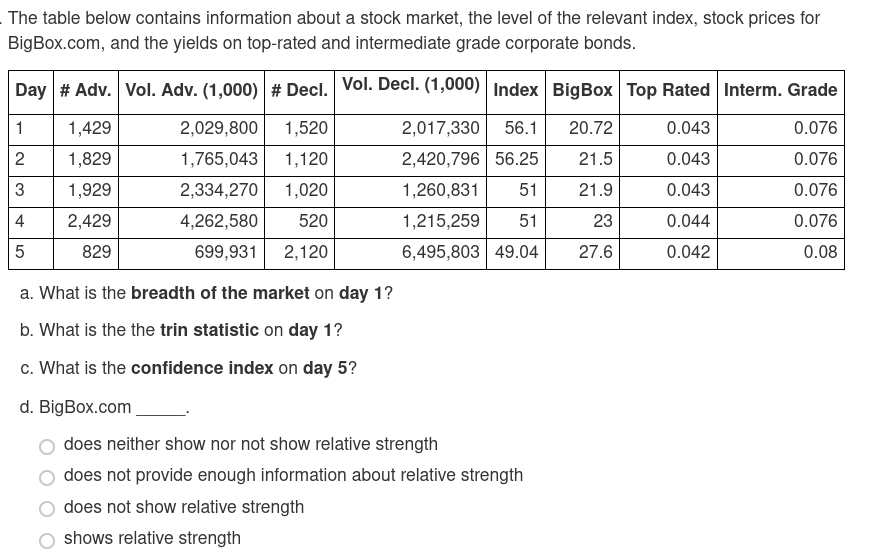 . The table below contains information about a stock market, the level of the relevant index, stock prices for
BigBox.com, and the yields on top-rated and intermediate grade corporate bonds.
Day # Adv. Vol. Adv. (1,000) # Decl. Vol. Decl. (1,000) Index BigBox Top Rated Interm. Grade
1 1,429 2,029,800 1,520 2,017,330 56.1 20.72 0.043 0.076
2 1,829 1,765,043 1,120 2,420,796 56.25 21.5 0.043 0.076
3 1,929 2,334,270 1,020 1,260,831 51 21.9 0.043 0.076
4 2,429 4,262,580 520 1,215,259 51 23 0.044 0.076
5 829 699,931 2,120 6,495,803 49.04 27.6 0.042 0.08
a. What is the breadth of the market on day 1?
b. What is the the trin statistic on day 1?
c. What is the confidence index on day 5?
d. BigBox.com _____.
does neither show nor not show relative strength
does not provide enough information about relative strength
does not show relative strength
shows relative strength